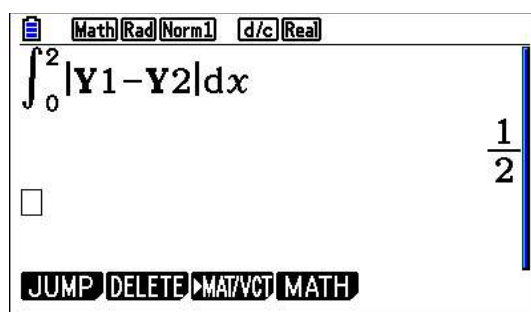 Math Rad Norm1 d/c Real
∫₀²|Y1−Y2|dx
1/2
JUMP DELETE ▶MAT/VCT MATH